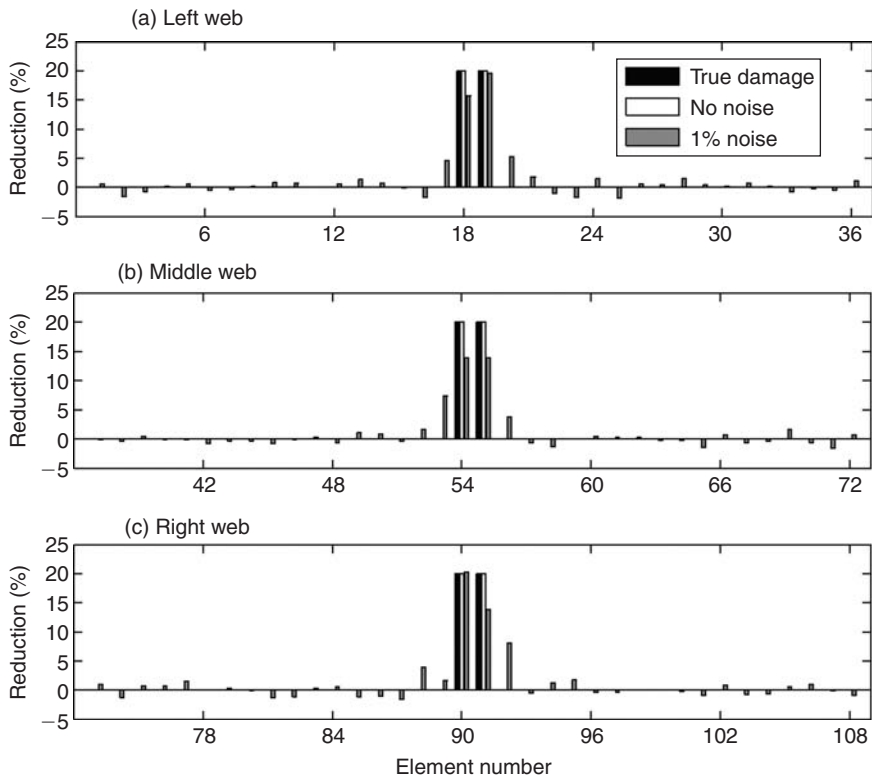 (a) Left web
Reduction (%)
25
20
15
10
5
0
−5
6 12 18 24 30 36
True damage
No noise
1% noise
(b) Middle web
Reduction (%)
25
20
15
10
5
0
−5
42 48 54 60 66 72
(c) Right web
Reduction (%)
25
20
15
10
5
0
−5
78 84 90 96 102 108
Element number